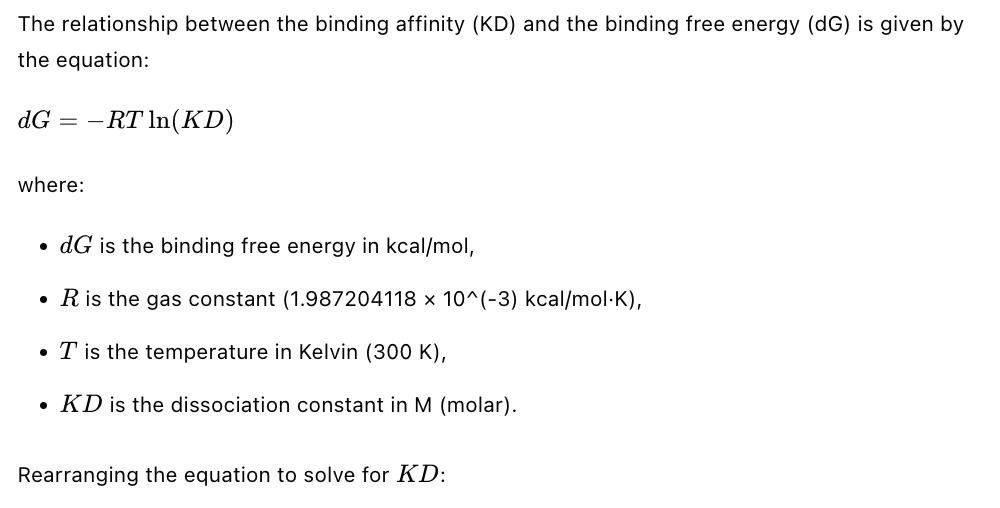 The relationship between the binding affinity (KD) and the binding free energy (dG) is given by
the equation:
dG = −RT ln(KD)
where:
• dG is the binding free energy in kcal/mol,
• R is the gas constant (1.987204118 × 10^(-3) kcal/mol·K),
• T is the temperature in Kelvin (300 K),
• KD is the dissociation constant in M (molar).
Rearranging the equation to solve for KD: